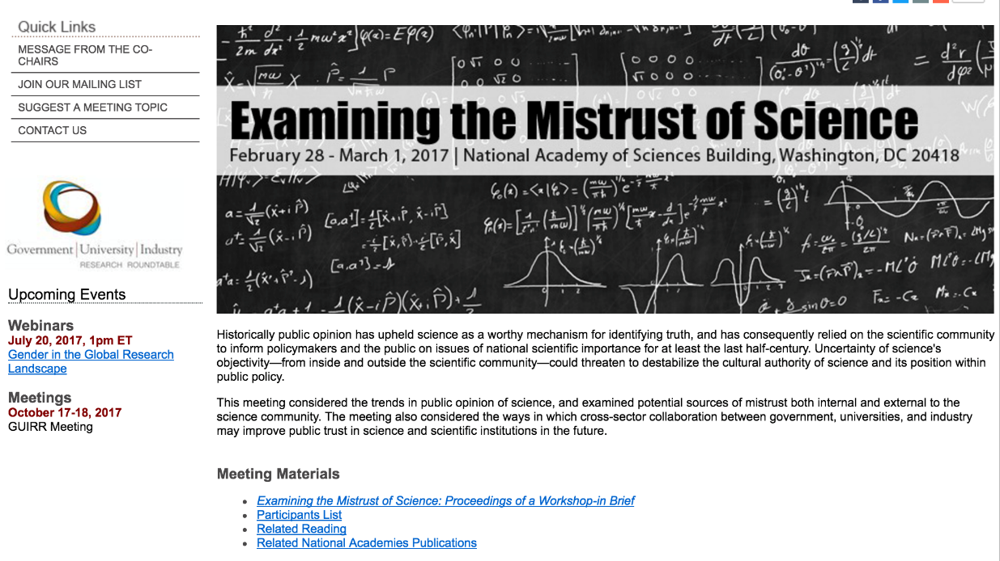 Quick Links
MESSAGE FROM THE CO-
CHAIRS
JOIN OUR MAILING LIST
SUGGEST A MEETING TOPIC
CONTACT US
Government|University|Industry
RESEARCH ROUNDTABLE
Upcoming Events
Webinars
July 20, 2017, 1pm ET
Gender in the Global Research
Landscape
Meetings
October 17-18, 2017
GUIRR Meeting
Examining the Mistrust of Science
February 28 - March 1, 2017 | National Academy of Sciences Building, Washington, DC 20418
Historically public opinion has upheld science as a worthy mechanism for identifying truth, and has consequently relied on the scientific community
to inform policymakers and the public on issues of national scientific importance for at least the last half-century. Uncertainty of science's
objectivity—from inside and outside the scientific community—could threaten to destabilize the cultural authority of science and its position within
public policy.
This meeting considered the trends in public opinion of science, and examined potential sources of mistrust both internal and external to the
science community. The meeting also considered the ways in which cross-sector collaboration between government, universities, and industry
may improve public trust in science and scientific institutions in the future.
Meeting Materials
Examining the Mistrust of Science: Proceedings of a Workshop-in Brief
Participants List
Related Reading
Related National Academies Publications